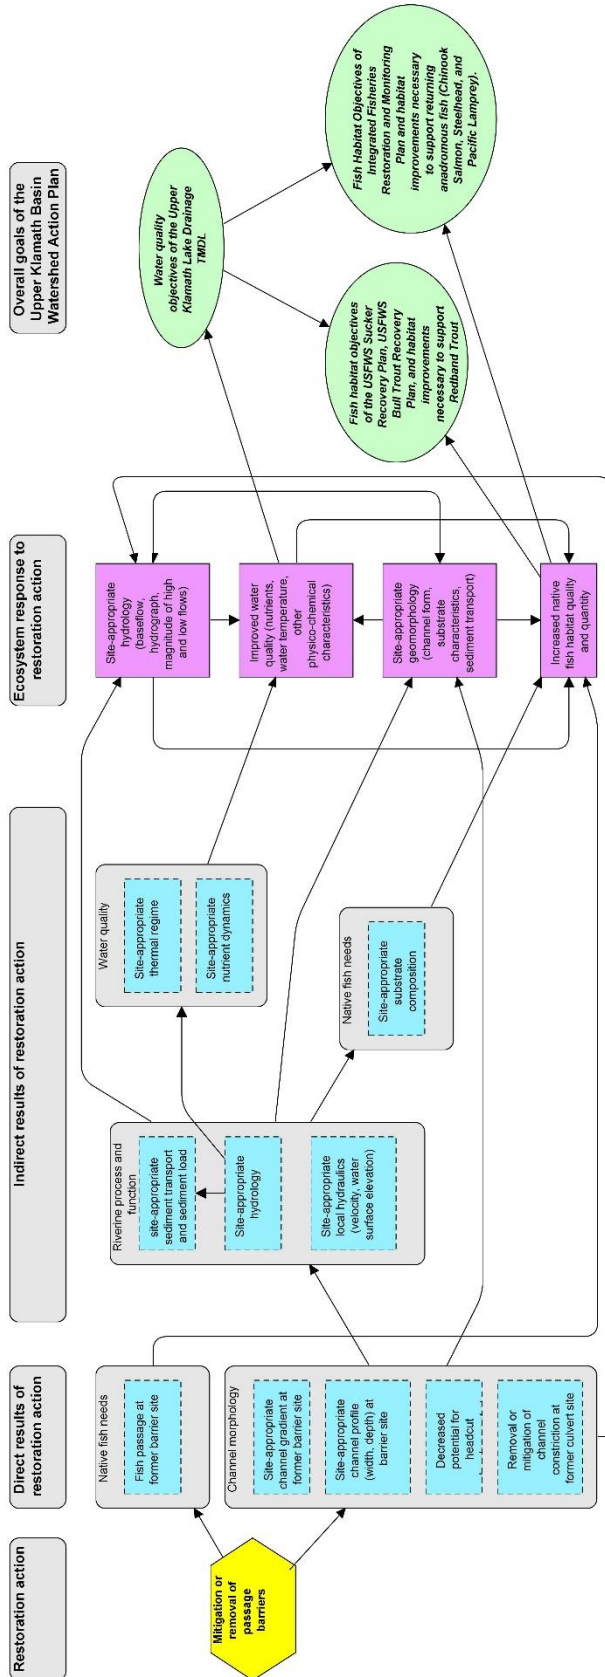 Restoration action
Direct results of
restoration action
Indirect results of restoration action
Ecosystem response to
restoration action
Overall goals of the
Upper Klamath Basin
Watershed Action Plan
Mitigation or
removal of
passage
barriers
Native fish needs
Fish passage at
former barrier site
Channel morphology
Site-appropriate
channel gradient at
former barrier site
Site-appropriate
channel profile
(width, depth) at
barrier site
Decreased
potential for
headcut
Removal or
mitigation of
channel
constriction at
former culvert site
Riverine process and
function
site-appropriate
sediment transport
and sediment load
Site-appropriate
hydrology
Site-appropriate
local hydraulics
(velocity, water
surface elevation)
Water quality
Site-appropriate
thermal regime
Site-appropriate
nutrient dynamics
Native fish needs
Site-appropriate
substrate
composition
Site-appropriate
hydrology
(baseflow,
hydrograph,
magnitude of high
and low flows)
Improved water
quality (nutrients,
water temperature,
other
physico-chemical
characteristics)
Site-appropriate
geomorphology
(channel form,
substrate
characteristics,
sediment transport)
Increased native
fish habitat quality
and quantity
Water quality
objectives of the Upper
Klamath Lake Drainage
TMDL
Fish habitat objectives
of the USFWS Sucker
Recovery Plan, USFWS
Bull Trout Recovery
Plan, and habitat
improvements
necessary to support
Redband Trout
Fish Habitat Objectives of
Integrated Fisheries
Restoration and Monitoring
Plan and habitat
improvements necessary
to support returning
anadromous fish (Chinook
Salmon, Steelhead, and
Pacific Lamprey).